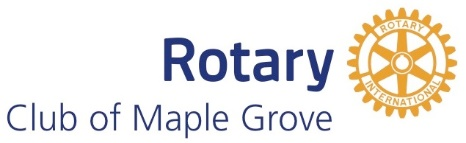 Rotary
Club of Maple Grove
ROTARY
INTERNATIONAL